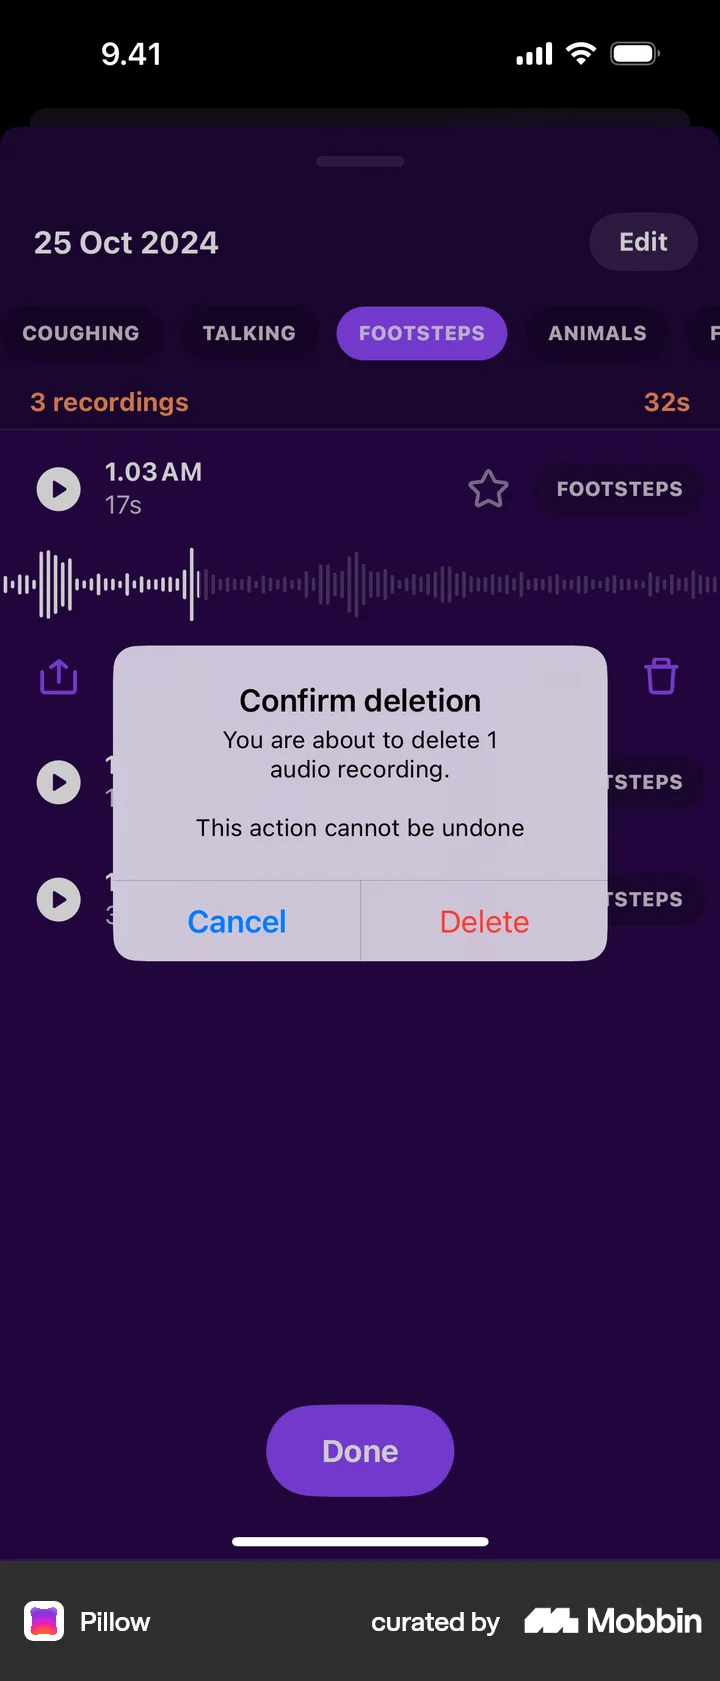 9.41
25 Oct 2024
Edit
COUGHING TALKING FOOTSTEPS ANIMALS
3 recordings
32s
1.03 AM
17s
FOOTSTEPS
Confirm deletion
You are about to delete 1
audio recording.
This action cannot be undone
Cancel
Delete
TSTEPS
TSTEPS
Done
Pillow
curated by Mobbin